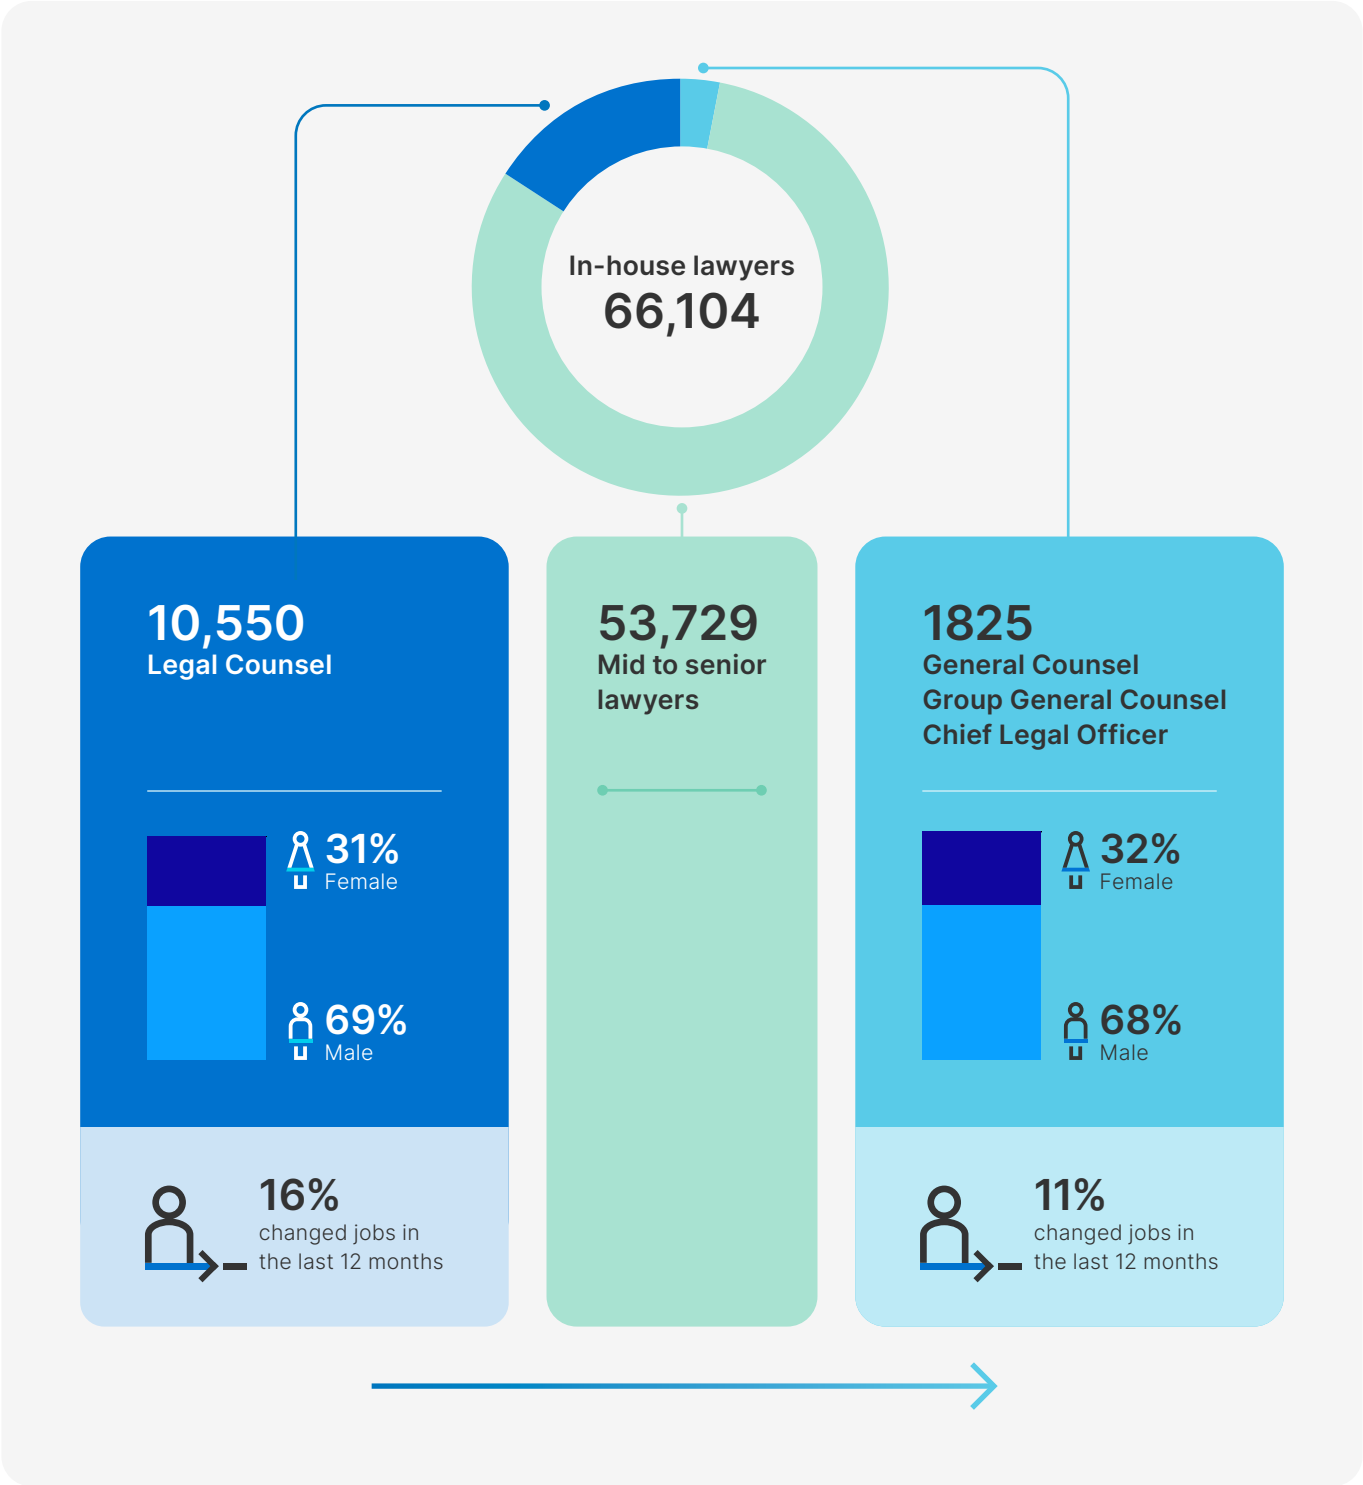 In-house lawyers
66,104
10,550
Legal Counsel
31%
Female
69%
Male
16%
changed jobs in
the last 12 months
53,729
Mid to senior
lawyers
1825
General Counsel
Group General Counsel
Chief Legal Officer
32%
Female
68%
Male
11%
changed jobs in
the last 12 months